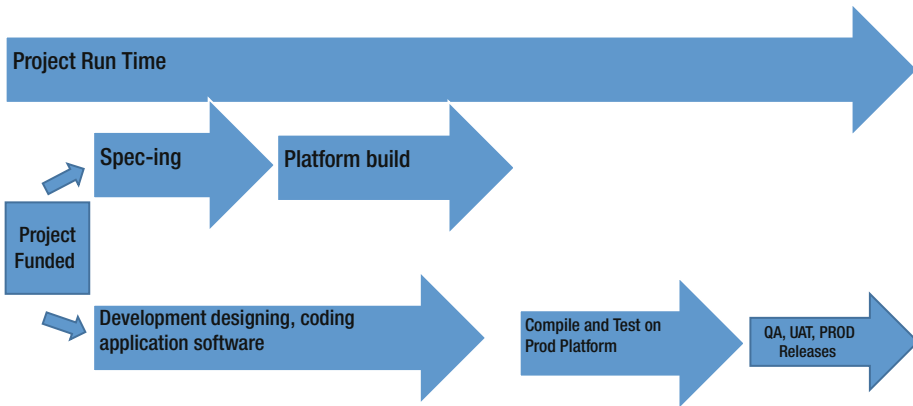 Project Run Time
Spec-ing
Platform build
Project
Funded
Development designing, coding
application software
Compile and Test on
Prod Platform
QA, UAT, PROD
Releases